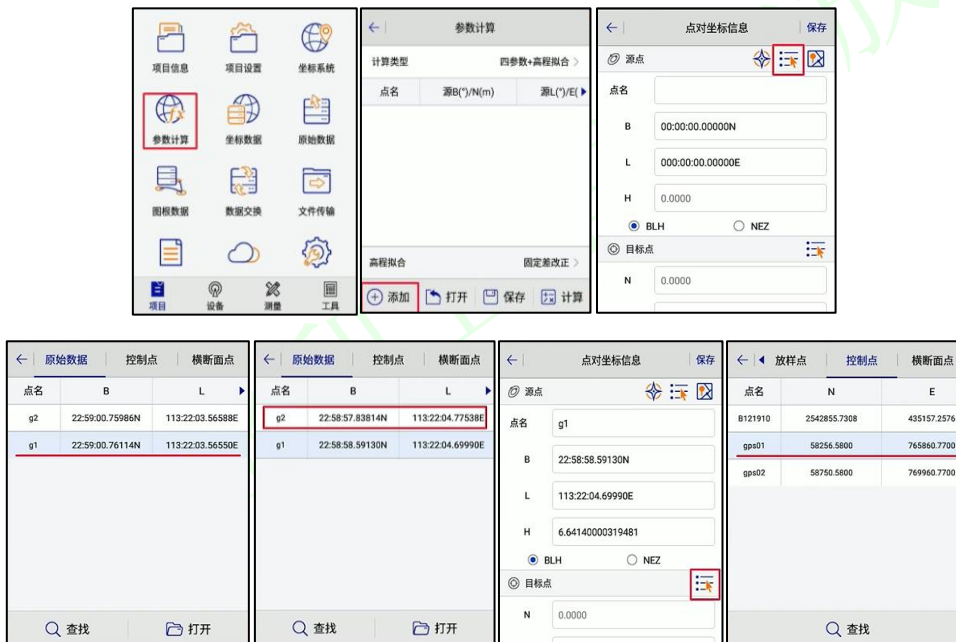 项目信息 项目设置 坐标系统
参数计算 坐标数据 原始数据
图根数据 数据交换 文件传输
项目 设备 测量 工具
参数计算
计算类型 四参数+高程拟合
点名 源B(°)/N(m) 源L(°)/E(
高程拟合 固定差改正
添加 打开 保存 计算
点对坐标信息 保存
源点
点名
B 00:00:00.00000N
L 000:00:00.00000E
H 0.0000
BLH NEZ
目标点
N 0.0000
原始数据 控制点 横断面点
点名 B L
g2 22:59:00.75986N 113:22:03.56588E
g1 22:59:00.76114N 113:22:03.56550E
查找 打开
原始数据 控制点 横断面点
点名 B L
g2 22:58:57.83814N 113:22:04.77538E
g1 22:58:58.59130N 113:22:04.69990E
查找 打开
点对坐标信息 保存
源点
点名 g1
B 22:58:58.59130N
L 113:22:04.69990E
H 6.64140000319481
BLH NEZ
目标点
N 0.0000
放样点 控制点 横断面点
点名 N E
B121910 2542855.7308 435157.2576
gps01 58256.5800 765860.7700
gps02 58750.5800 769960.7700
查找